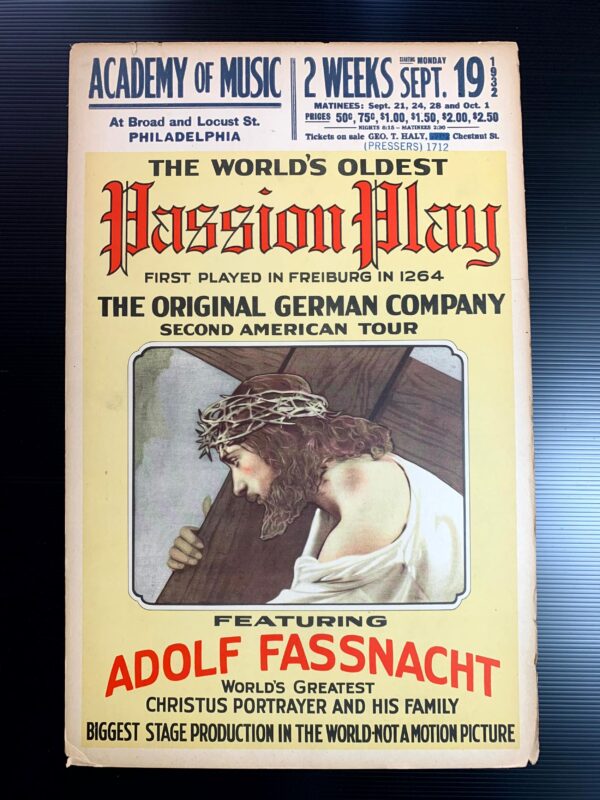 ACADEMY OF MUSIC
At Broad and Locust St.
PHILADELPHIA
STARTING MONDAY
2 WEEKS SEPT. 19 1932
MATINEES: Sept. 21, 24, 28 and Oct. 1
PRICES 50¢, 75¢, $1.00, $1.50, $2.00, $2.50
NIGHTS 8:15 – MATINEES 2:30
Tickets on sale GEO. T. HALY, Chestnut St.
(PRESSERS) 1712
THE WORLD'S OLDEST
Passion Play
FIRST PLAYED IN FREIBURG IN 1264
THE ORIGINAL GERMAN COMPANY
SECOND AMERICAN TOUR
FEATURING
ADOLF FASSNACHT
WORLD'S GREATEST
CHRISTUS PORTRAYER AND HIS FAMILY
BIGGEST STAGE PRODUCTION IN THE WORLD-NOT A MOTION PICTURE